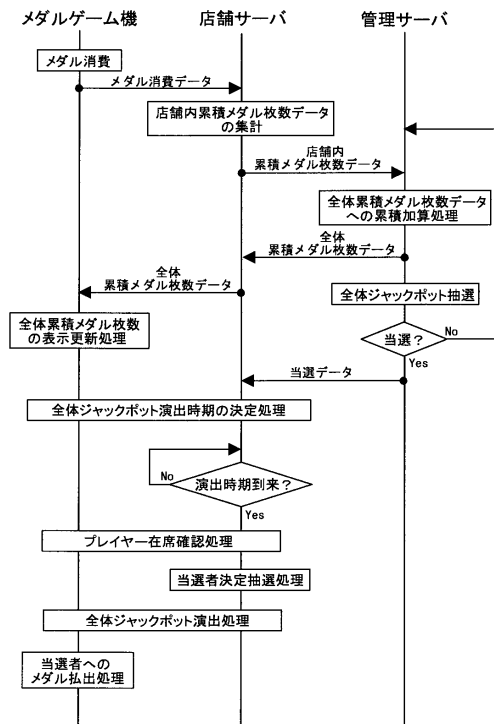 メダルゲーム機
店舗サーバ
管理サーバ
メダル消費
メダル消費データ
店舗内累積メダル枚数データ
の集計
店舗内
累積メダル枚数データ
全体累積メダル枚数データ
への累積加算処理
全体
累積メダル枚数データ
全体
累積メダル枚数データ
全体ジャックポット抽選
全体累積メダル枚数
の表示更新処理
当選?
No
Yes
当選データ
全体ジャックポット演出時期の決定処理
No
演出時期到来?
Yes
プレイヤー在席確認処理
当選者決定抽選処理
全体ジャックポット演出処理
当選者への
メダル払出処理